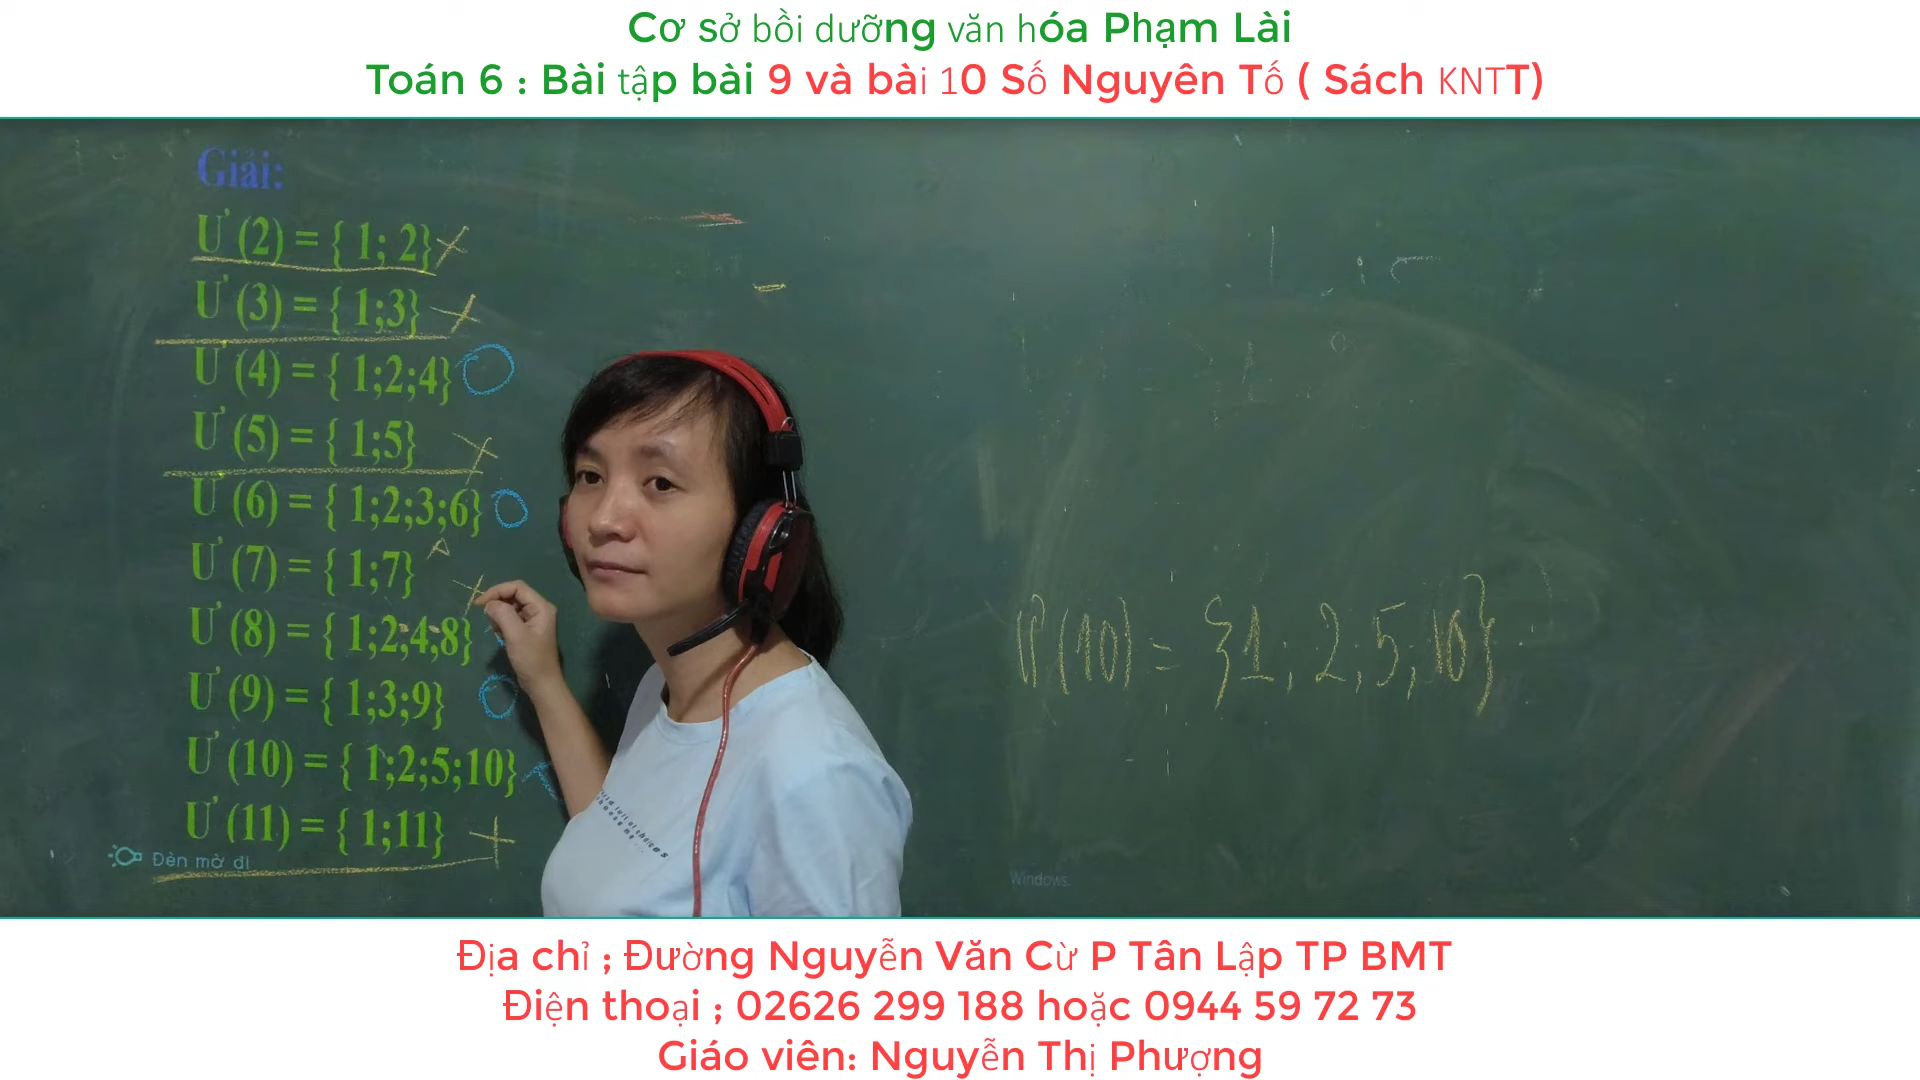 Cơ sở bồi dưỡng văn hóa Phạm Lài
Toán 6 : Bài tập bài 9 và bài 10 Số Nguyên Tố ( Sách KNTT)
Giải:
Ư (2) = { 1; 2}
Ư (3) = { 1;3}
Ư (4) = { 1;2;4}
Ư (5) = { 1;5}
Ư (6) = { 1;2;3;6}
Ư (7) = { 1;7}
Ư (8) = { 1;2;4;8}
Ư (9) = { 1;3;9}
Ư (10) = { 1;2;5;10}
Ư (11) = { 1;11}
Đèn mờ đi
Ư(10) = {1; 2; 5; 10}
Windows.
Địa chỉ ; Đường Nguyễn Văn Cừ P Tân Lập TP BMT
Điện thoại ; 02626 299 188 hoặc 0944 59 72 73
Giáo viên: Nguyễn Thị Phượng